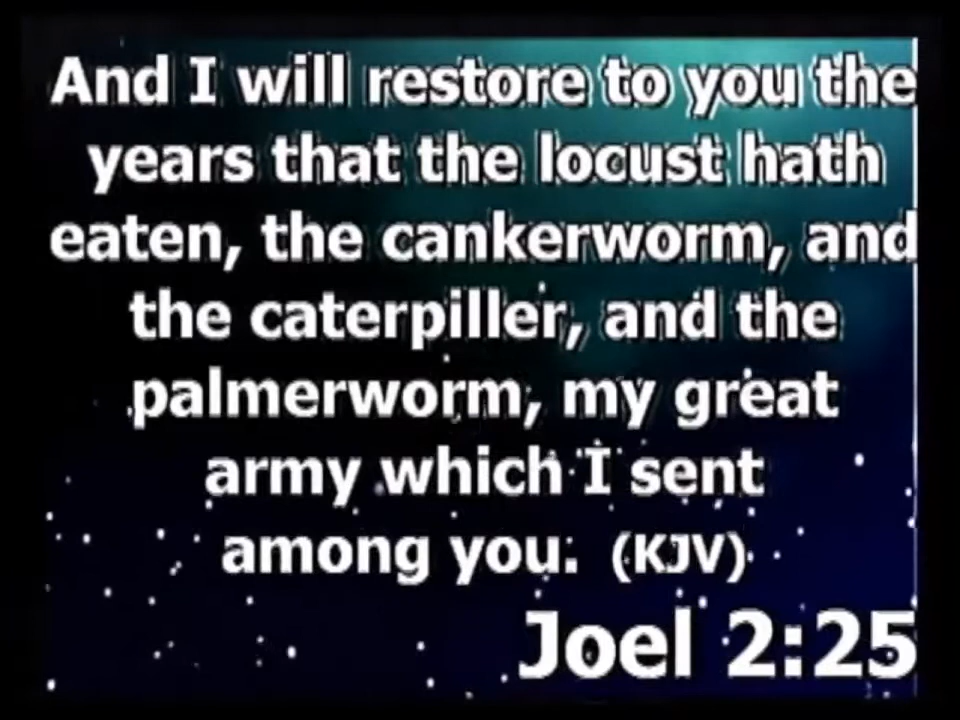 And I will restore to you the
years that the locust hath
eaten, the cankerworm, and
the caterpiller, and the
palmerworm, my great
army which I sent
among you. (KJV)
Joel 2:25